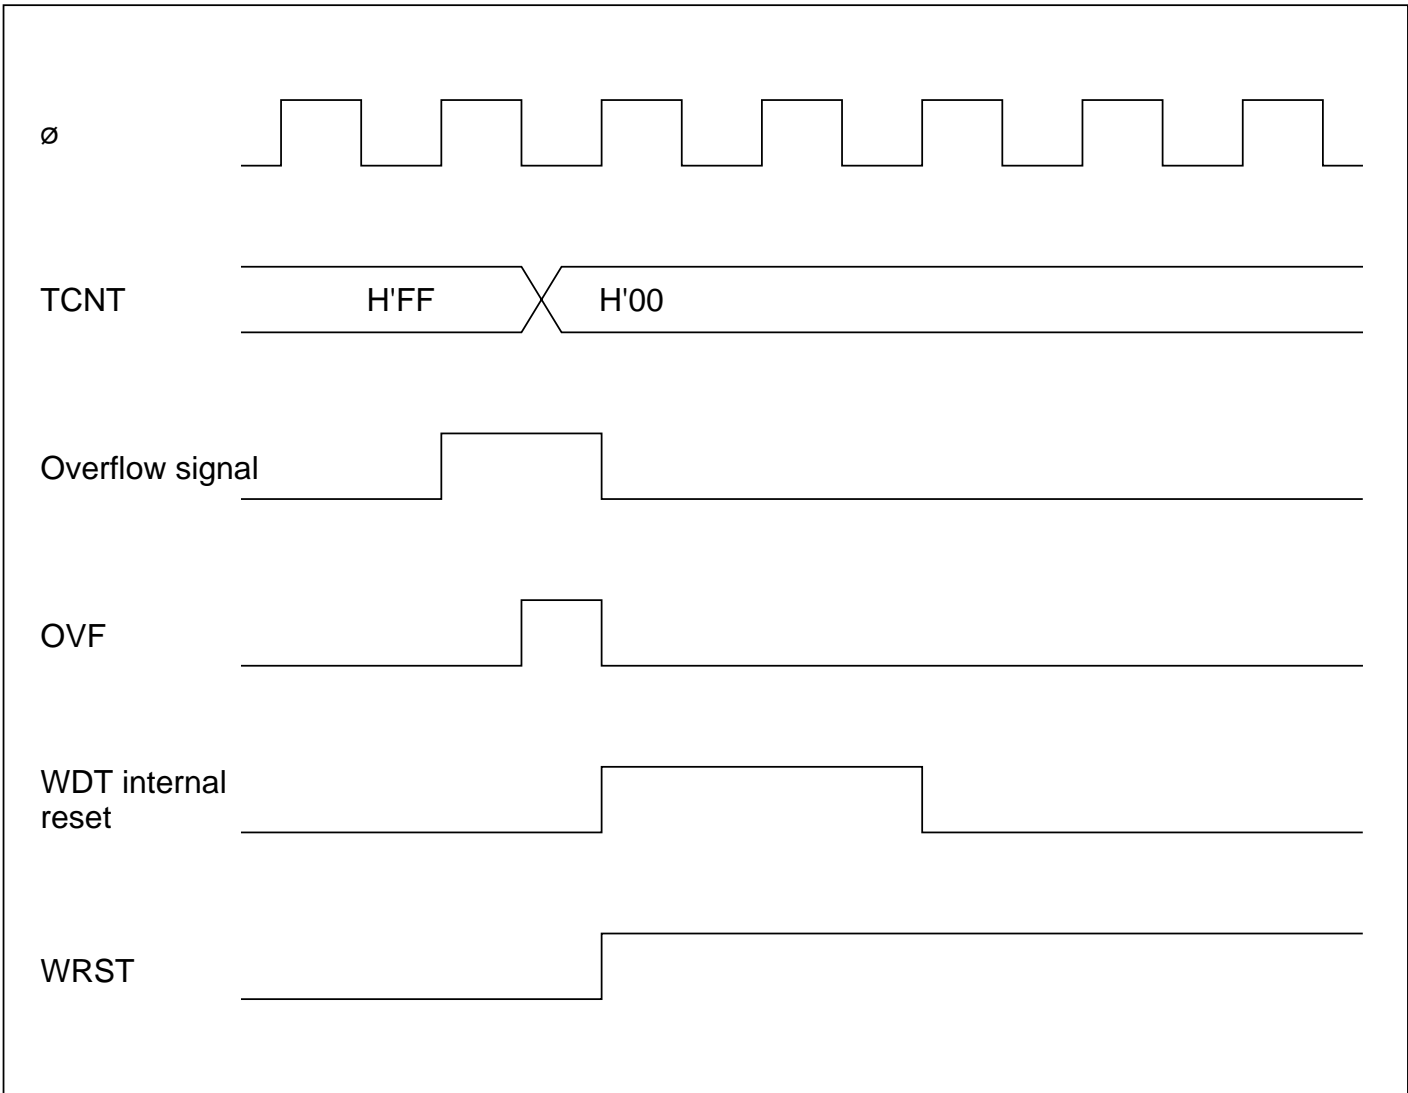 ø
TCNT
H'FF
H'00
Overflow signal
OVF
WDT internal
reset
WRST